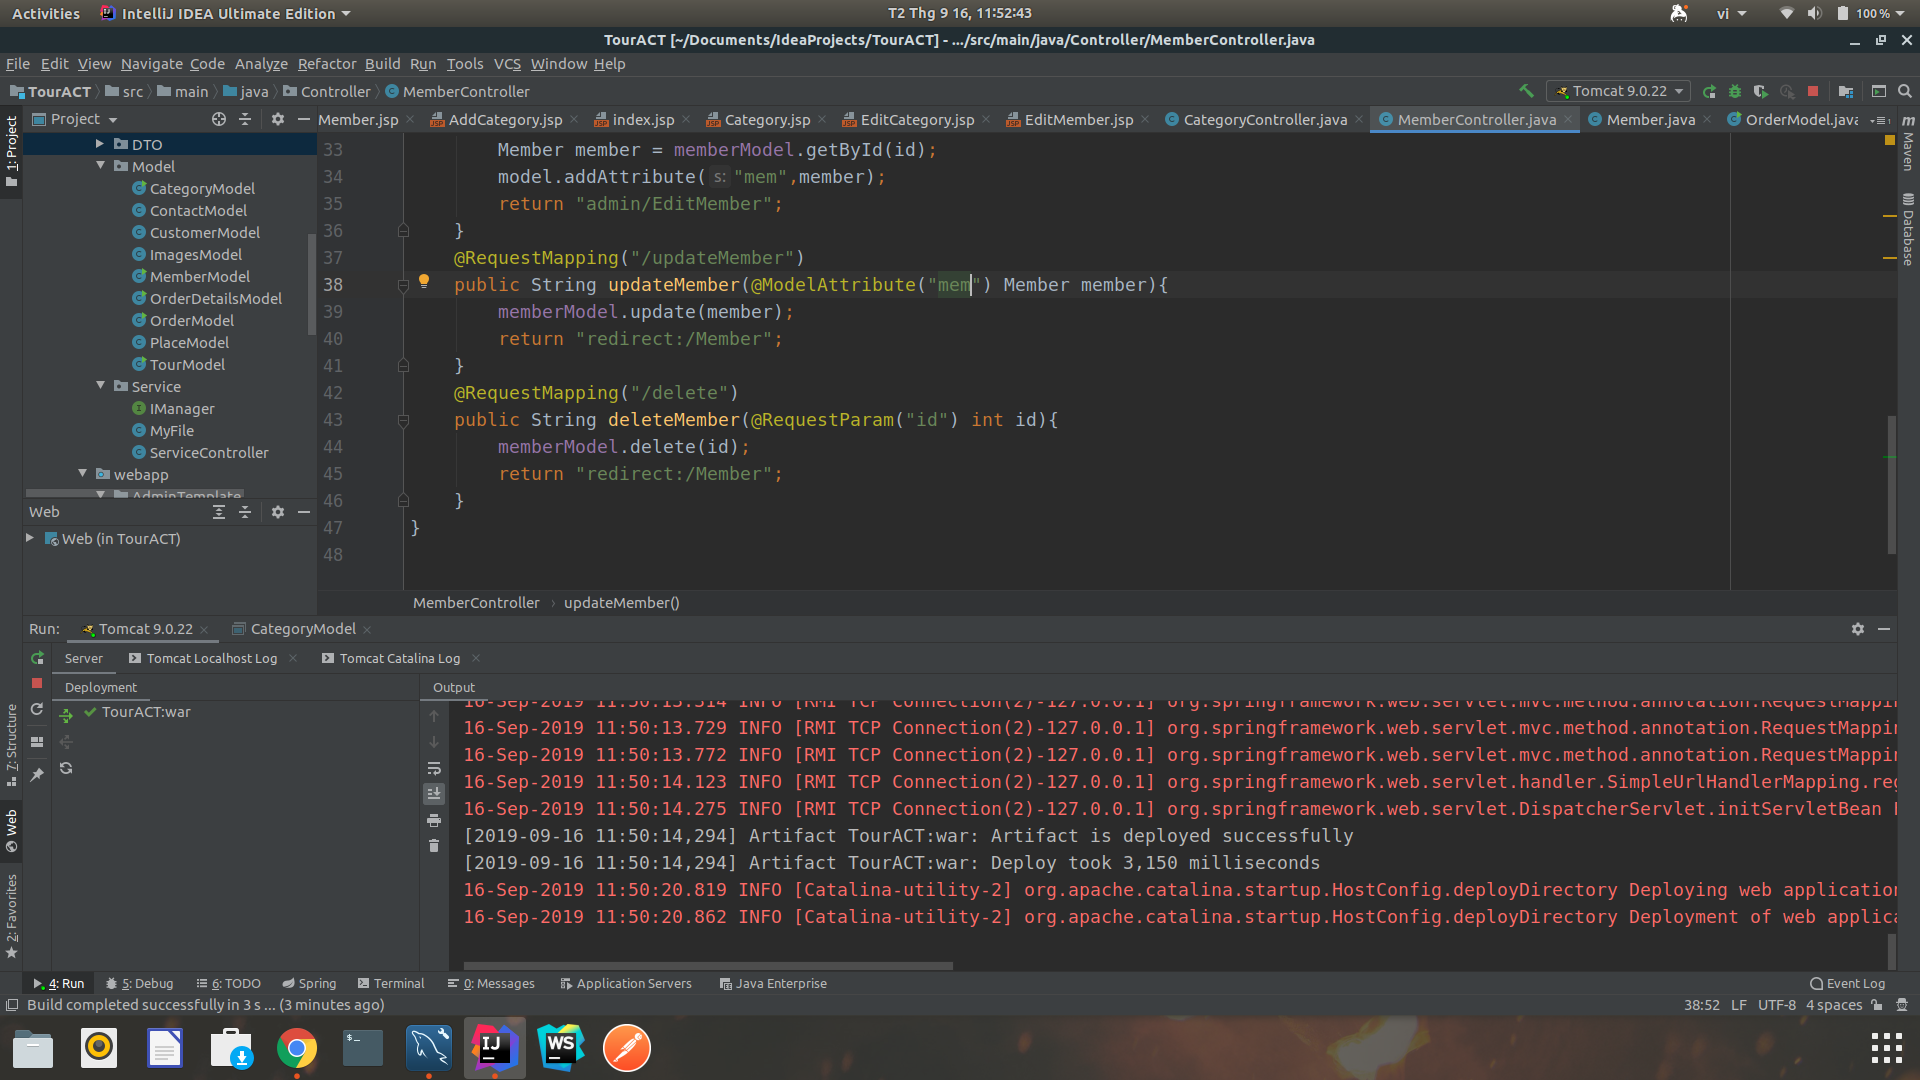 Activities
IntelliJ IDEA Ultimate Edition
T2 Thg 9 16, 11:52:43
vi
100 %
TourACT [~/Documents/IdeaProjects/TourACT] - .../src/main/java/Controller/MemberController.java
File Edit View Navigate Code Analyze Refactor Build Run Tools VCS Window Help
TourACT src main java Controller MemberController
Tomcat 9.0.22
1: Project
Project
Member.jsp AddCategory.jsp index.jsp Category.jsp EditCategory.jsp EditMember.jsp CategoryController.java MemberController.java Member.java OrderModel.java
Maven
Database
DTO
Model
CategoryModel
ContactModel
CustomerModel
ImagesModel
MemberModel
OrderDetailsModel
OrderModel
PlaceModel
TourModel
Service
IManager
MyFile
ServiceController
webapp
AdminTemplate
Web
Web (in TourACT)
33 Member member = memberModel.getById(id);
34 model.addAttribute( s: "mem",member);
35 return "admin/EditMember";
36 }
37 @RequestMapping("/updateMember")
38 public String updateMember(@ModelAttribute("mem") Member member){
39 memberModel.update(member);
40 return "redirect:/Member";
41 }
42 @RequestMapping("/delete")
43 public String deleteMember(@RequestParam("id") int id){
44 memberModel.delete(id);
45 return "redirect:/Member";
46 }
47 }
48
MemberController › updateMember()
Run: Tomcat 9.0.22 CategoryModel
Server Tomcat Localhost Log Tomcat Catalina Log
Deployment
TourACT:war
Output
16-Sep-2019 11:50:13.314 INFO [RMI TCP Connection(2)-127.0.0.1] org.springframework.web.servlet.mvc.method.annotation.RequestMappin
16-Sep-2019 11:50:13.729 INFO [RMI TCP Connection(2)-127.0.0.1] org.springframework.web.servlet.mvc.method.annotation.RequestMappin
16-Sep-2019 11:50:13.772 INFO [RMI TCP Connection(2)-127.0.0.1] org.springframework.web.servlet.mvc.method.annotation.RequestMappin
16-Sep-2019 11:50:14.123 INFO [RMI TCP Connection(2)-127.0.0.1] org.springframework.web.servlet.handler.SimpleUrlHandlerMapping.reg
16-Sep-2019 11:50:14.275 INFO [RMI TCP Connection(2)-127.0.0.1] org.springframework.web.servlet.DispatcherServlet.initServletBean
[2019-09-16 11:50:14,294] Artifact TourACT:war: Artifact is deployed successfully
[2019-09-16 11:50:14,294] Artifact TourACT:war: Deploy took 3,150 milliseconds
16-Sep-2019 11:50:20.819 INFO [Catalina-utility-2] org.apache.catalina.startup.HostConfig.deployDirectory Deploying web application
16-Sep-2019 11:50:20.862 INFO [Catalina-utility-2] org.apache.catalina.startup.HostConfig.deployDirectory Deployment of web applica
7: Structure
Web
2: Favorites
4: Run 5: Debug 6: TODO Spring Terminal 0: Messages Application Servers Java Enterprise Event Log
Build completed successfully in 3 s ... (3 minutes ago)
38:52 LF UTF-8 4 spaces
IJ
WS